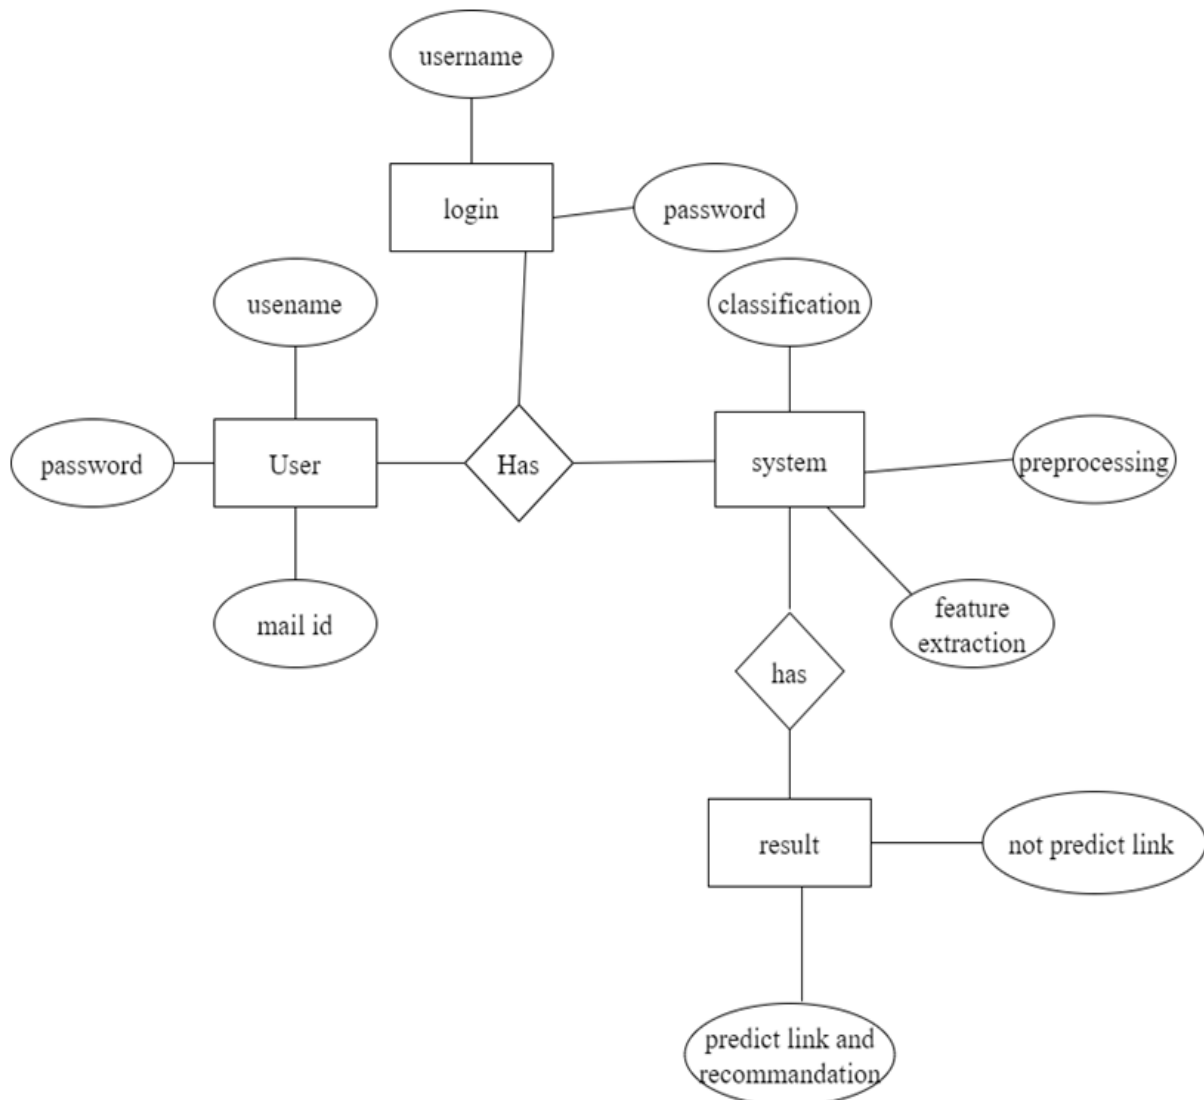 username
login
password
usename
classification
password
User
Has
system
preprocessing
mail id
feature
extraction
has
result
not predict link
predict link and
recommandation